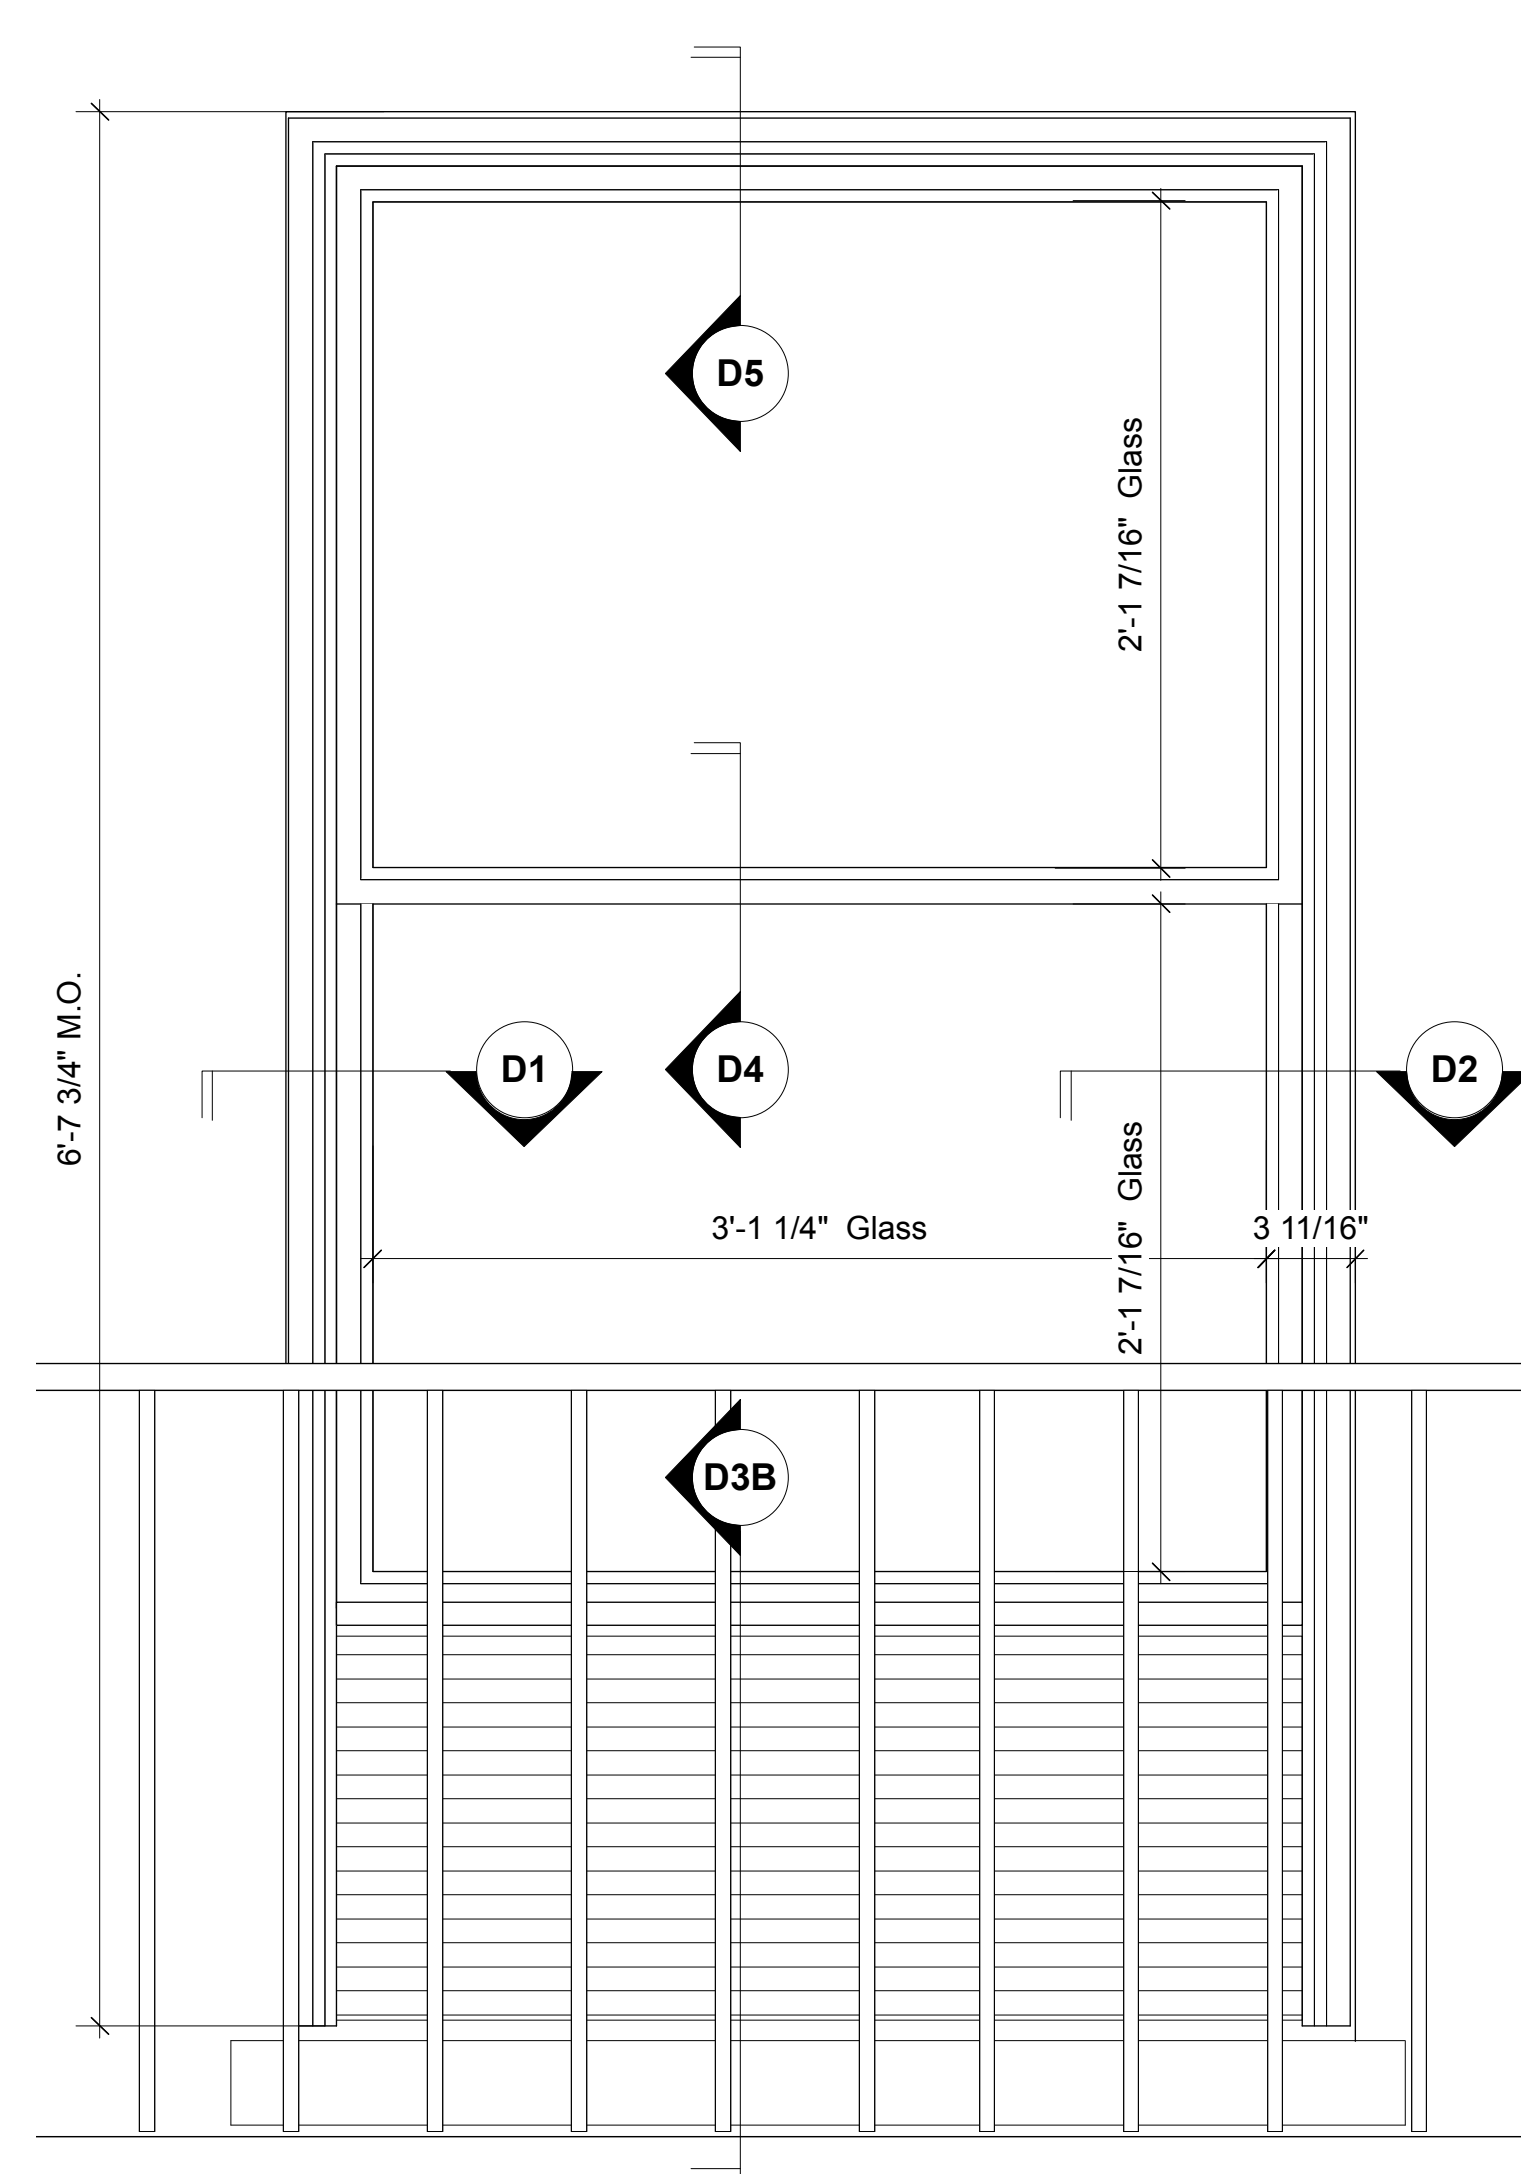 D5
2'-1 7/16" Glass
6'-7 3/4" M.O.
D1
D4
D2
2'-1 7/16" Glass
3'-1 1/4" Glass
3 11/16"
D3B